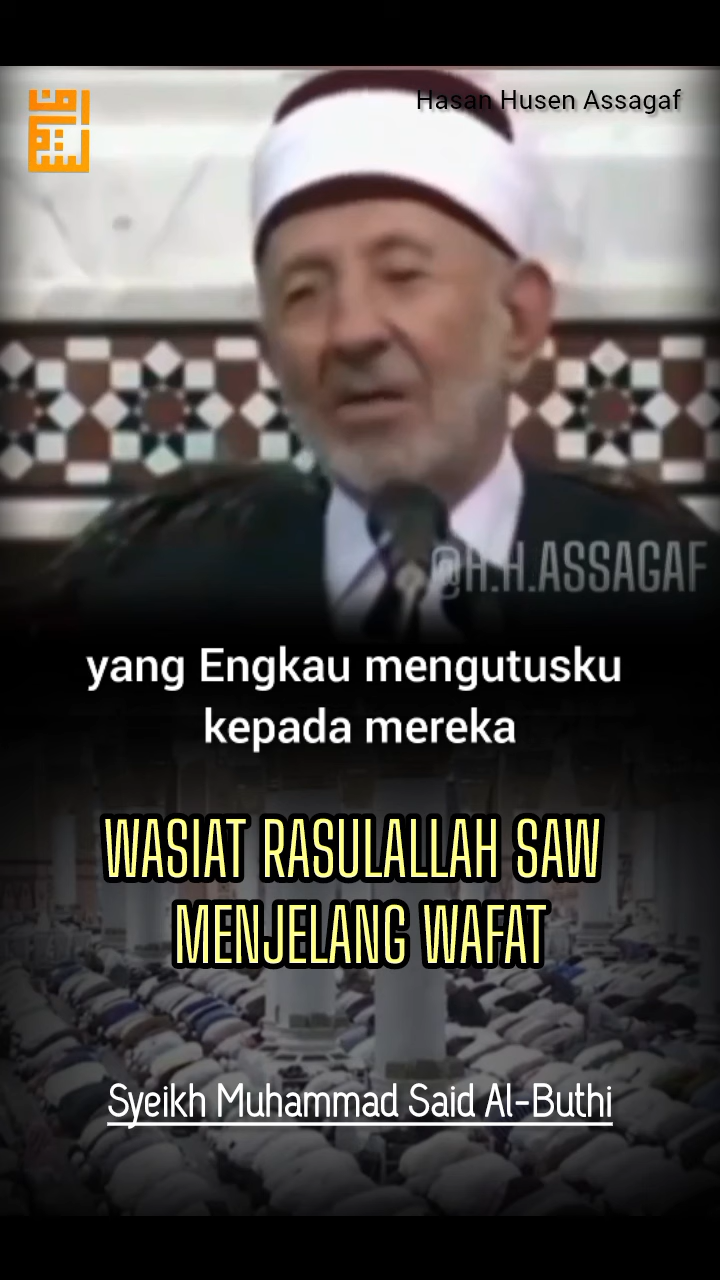 Hasan Husen Assagaf
@H.H.ASSAGAF
yang Engkau mengutusku
kepada mereka
WASIAT RASULALLAH SAW
MENJELANG WAFAT
Syeikh Muhammad Said Al-Buthi